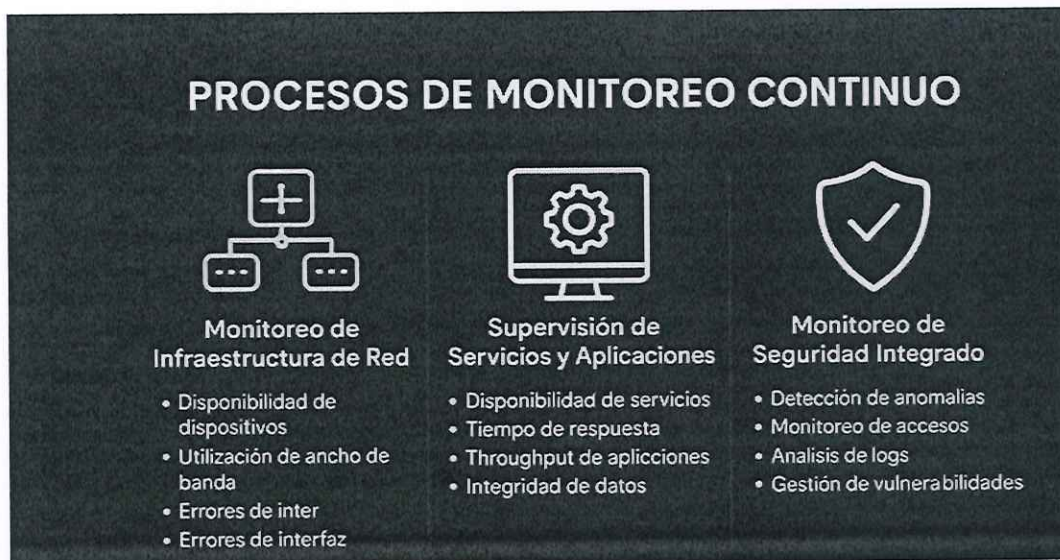 PROCESOS DE MONITOREO CONTINUO
Monitoreo de
Infraestructura de Red
• Disponibilidad de
dispositivos
• Utilización de ancho de
banda
• Errores de inter
• Errores de interfaz
Supervisión de
Servicios y Aplicaciones
• Disponibilidad de servicios
• Tiempo de respuesta
• Throughput de aplicciones
• Integridad de datos
Monitoreo de
Seguridad Integrado
• Detección de anomalias
• Monitoreo de accesos
• Analisis de logs
• Gestión de vulnerabilidades